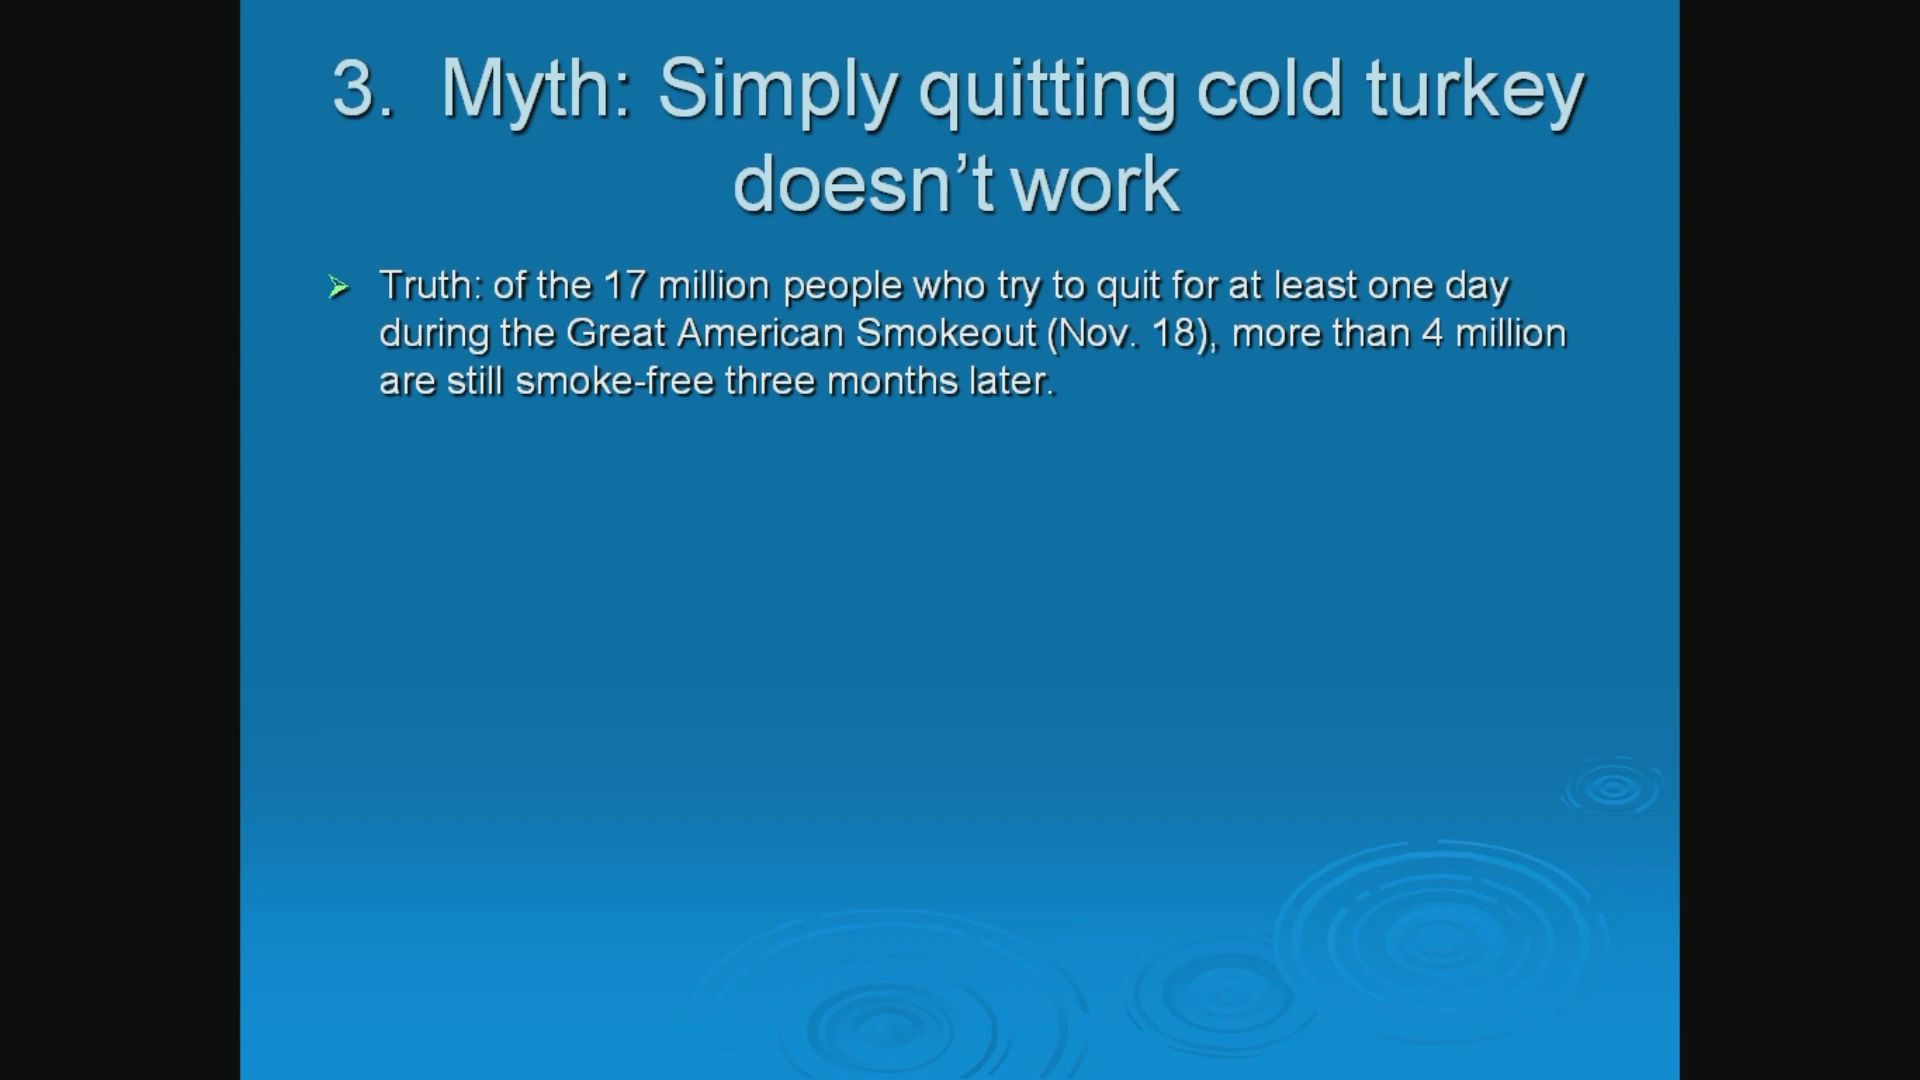 3. Myth: Simply quitting cold turkey
doesn’t work
Truth: of the 17 million people who try to quit for at least one day
during the Great American Smokeout (Nov. 18), more than 4 million
are still smoke-free three months later.